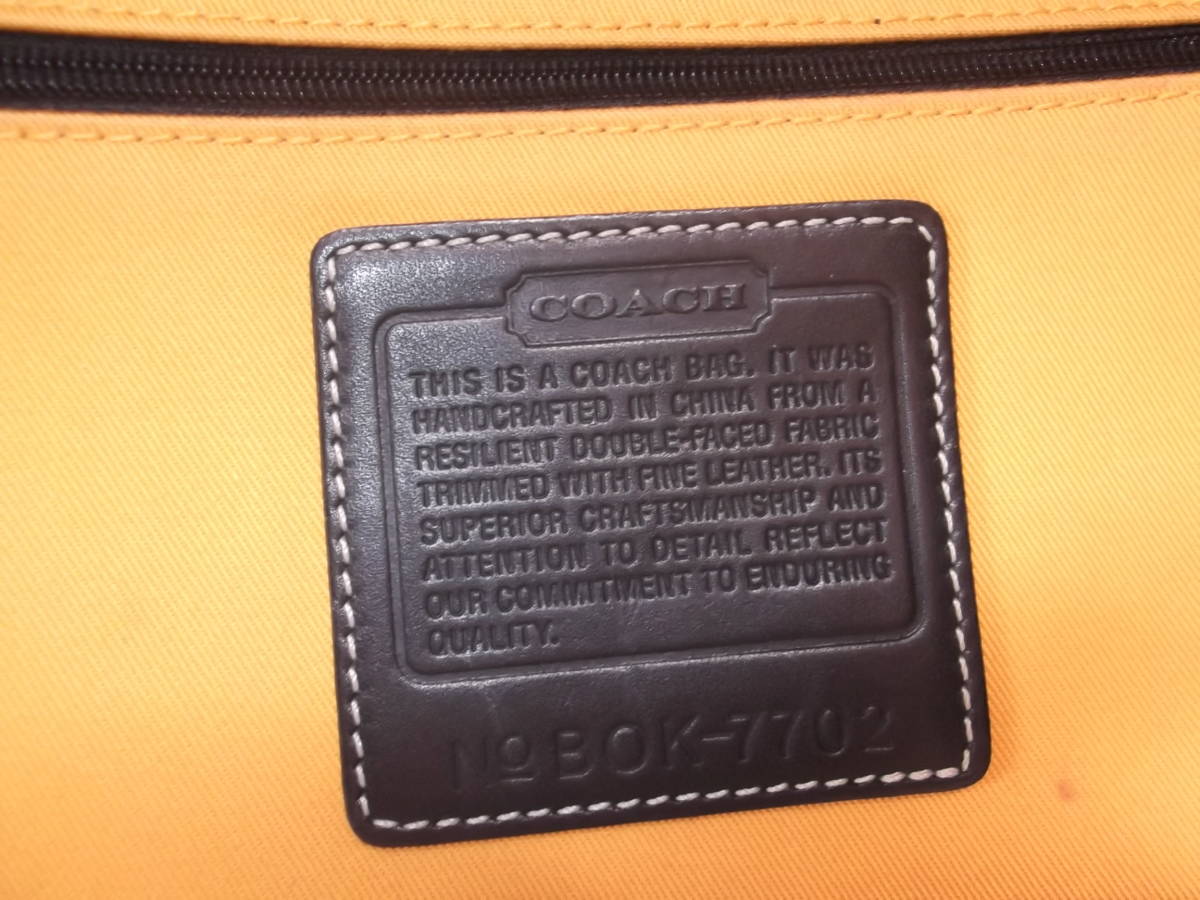 COACH
THIS IS A COACH BAG. IT WAS
HANDCRAFTED IN CHINA FROM A
RESILIENT DOUBLE-FACED FABRIC
TRIMMED WITH FINE LEATHER. ITS
SUPERIOR CRAFTSMANSHIP AND
ATTENTION TO DETAIL REFLECT
OUR COMMITMENT TO ENDURING
QUALITY.
Nº BOK-7702